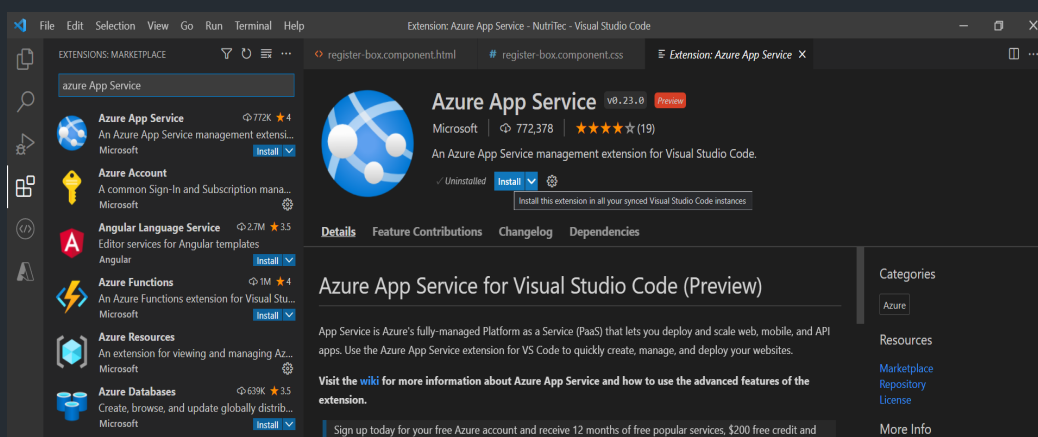 File Edit Selection View Go Run Terminal Help
Extension: Azure App Service - NutriTec - Visual Studio Code
EXTENSIONS: MARKETPLACE
register-box.component.html
# register-box.component.css
Extension: Azure App Service
azure App Service
Azure App Service 772K ★ 4
An Azure App Service management extensi...
Microsoft
Install
Azure Account
A common Sign-In and Subscription mana...
Microsoft
Angular Language Service 2.7M ★ 3.5
Editor services for Angular templates
Angular
Install
Azure Functions 1M ★ 4
An Azure Functions extension for Visual Stu...
Microsoft
Install
Azure Resources
An extension for viewing and managing Az...
Microsoft
Azure Databases 639K ★ 3.5
Create, browse, and update globally distrib...
Microsoft
Install
Azure App Service v0.23.0 Preview
Microsoft | 772,378 | ★★★★☆(19)
An Azure App Service management extension for Visual Studio Code.
✓ Uninstalled Install
Install this extension in all your synced Visual Studio Code instances
Details Feature Contributions Changelog Dependencies
Azure App Service for Visual Studio Code (Preview)
App Service is Azure's fully-managed Platform as a Service (PaaS) that lets you deploy and scale web, mobile, and API
apps. Use the Azure App Service extension for VS Code to quickly create, manage, and deploy your websites.
Visit the wiki for more information about Azure App Service and how to use the advanced features of the
extension.
Sign up today for your free Azure account and receive 12 months of free popular services, $200 free credit and
Categories
Azure
Resources
Marketplace
Repository
License
More Info